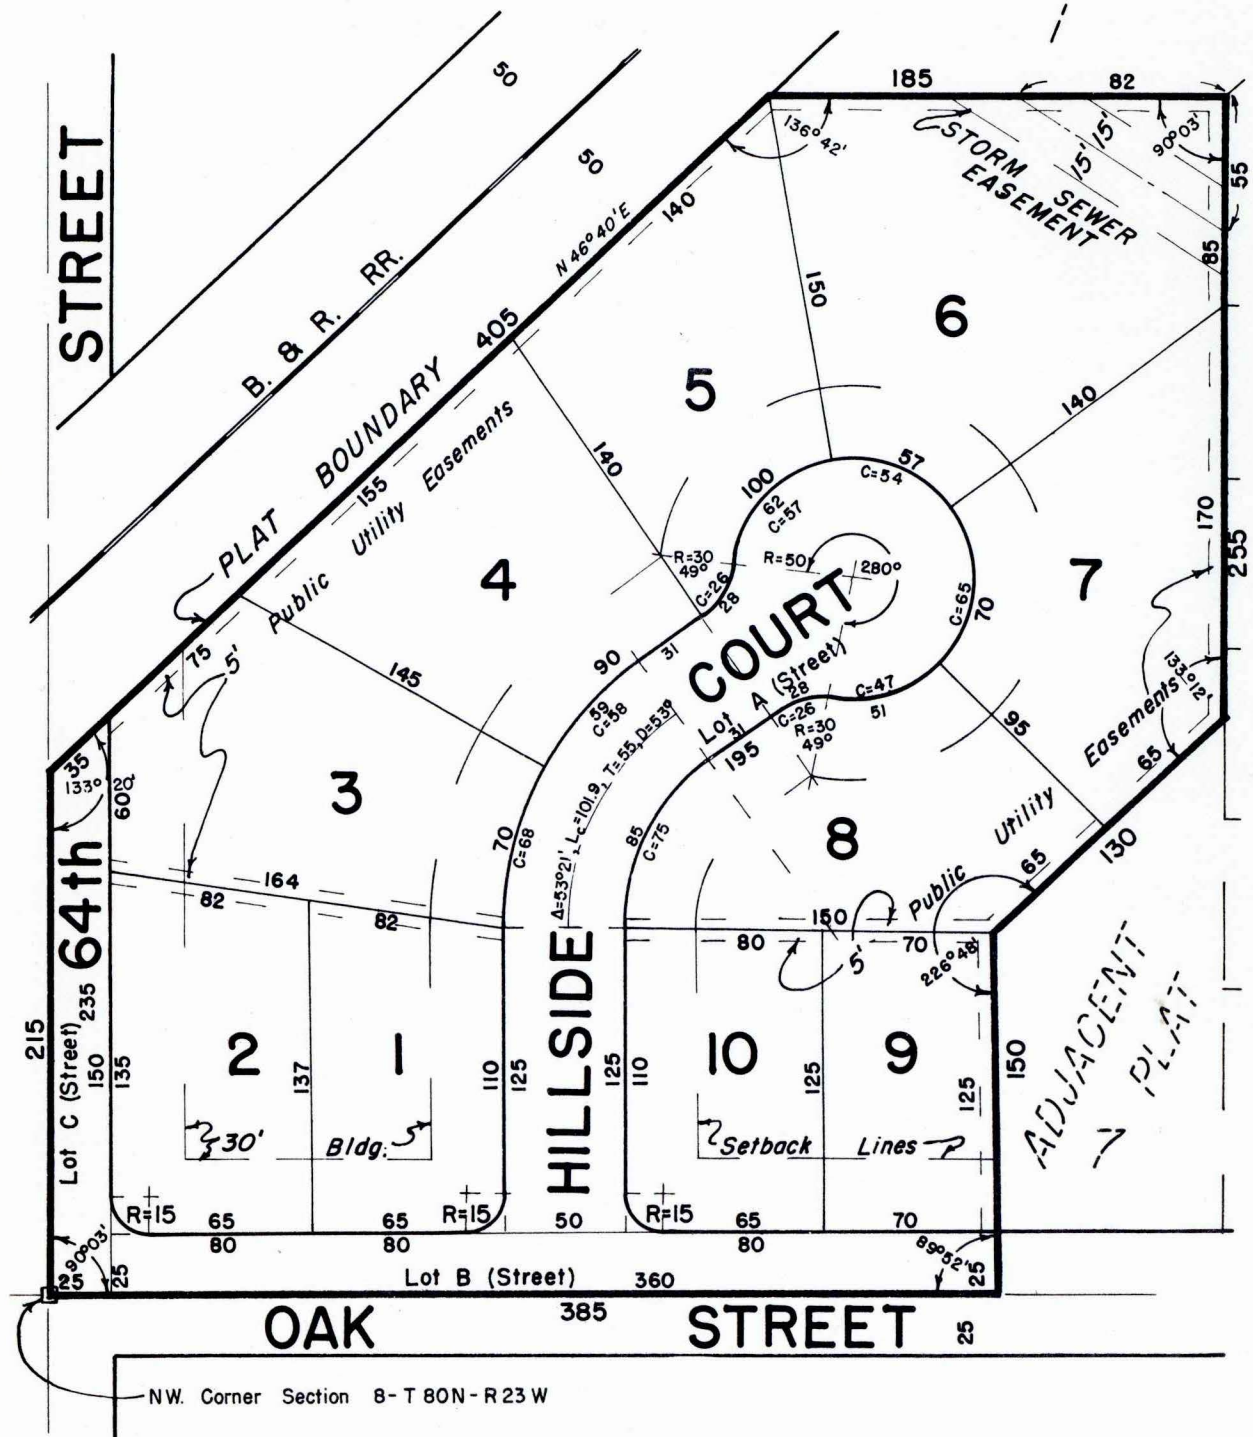 STREET
50
50
B. & R. RR.
185
82
136°42'
90°03'
STORM SEWER
EASEMENT
15' 15'
55
85
140
N 46°40'E
405
PLAT BOUNDARY
155
Public Utility Easements
150
140
140
5
6
4
7
100
62
C=57
57
C=54
R=30
49°
C=26
28
R=50
280°
C=65
70
170
255
COURT
Lot A (Street)
31
90
59
C=58
145
75
5'
35
133° 20'
60
3
70
C=68
Δ=53°21', Lc=101.9, T=55, D=53°
31
195
28
C=26
R=30
49°
C=47
51
95
85
C=75
8
Public Utility Easements
133°12'
65
65
130
164
82
82
150
80
70
5'
226°48'
64th
Lot C (Street)
215
235
150
135
2
137
1
110
125
HILLSIDE
125
110
10
125
9
125
150
ADJACENT
PLAT
7
30'
Bldg.
Setback Lines
R=15
65
80
65
80
R=15
50
R=15
65
80
70
90°03'
25
25
89°52'
25
Lot B (Street)
360
385
OAK STREET
25
NW. Corner Section 8-T 80N-R 23 W